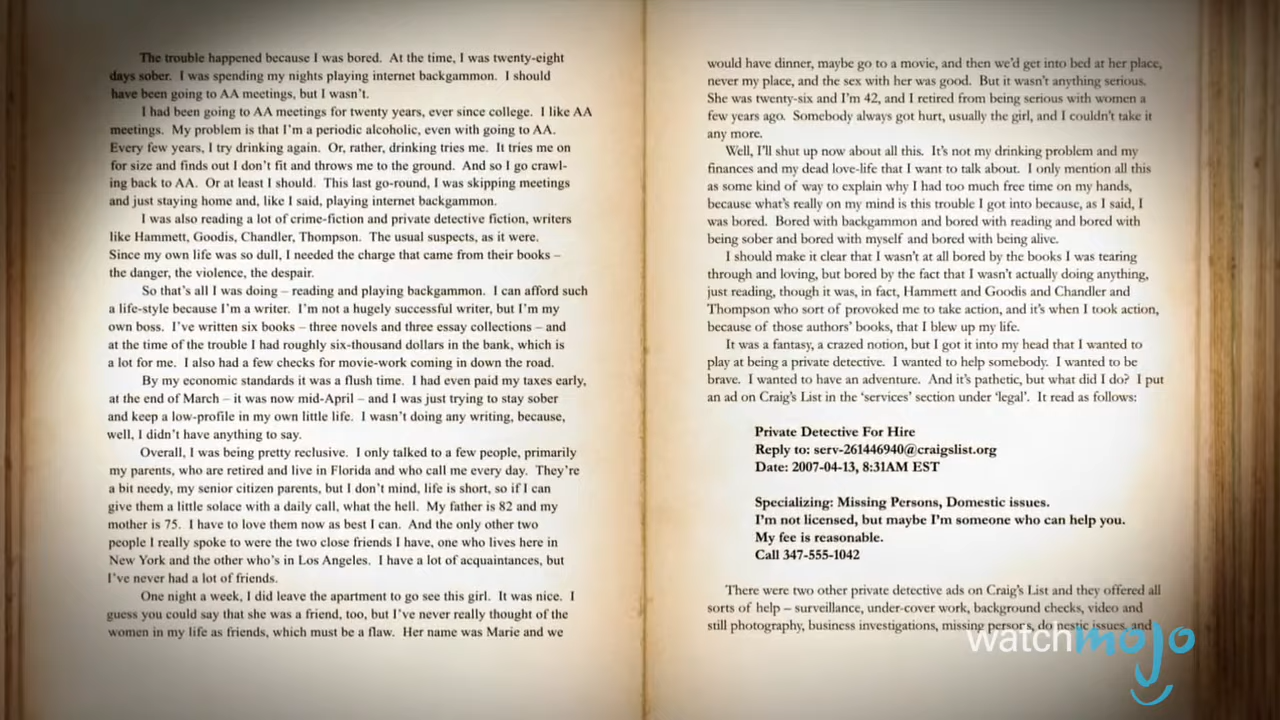 The trouble happened because I was bored. At the time, I was twenty-eight
days sober. I was spending my nights playing internet backgammon. I should
have been going to AA meetings, but I wasn't.
I had been going to AA meetings for twenty years, ever since college. I like AA
meetings. My problem is that I'm a periodic alcoholic, even with going to AA.
Every few years, I try drinking again. Or, rather, drinking tries me. It tries me on
for size and finds out I don't fit and throws me to the ground. And so I go crawl-
ing back to AA. Or at least I should. This last go-round, I was skipping meetings
and just staying home and, like I said, playing internet backgammon.
I was also reading a lot of crime-fiction and private detective fiction, writers
like Hammett, Goodis, Chandler, Thompson. The usual suspects, as it were.
Since my own life was so dull, I needed the charge that came from their books –
the danger, the violence, the despair.
So that's all I was doing – reading and playing backgammon. I can afford such
a life-style because I'm a writer. I'm not a hugely successful writer, but I'm my
own boss. I've written six books – three novels and three essay collections – and
at the time of the trouble I had roughly six-thousand dollars in the bank, which is
a lot for me. I also had a few checks for movie-work coming in down the road.
By my economic standards it was a flush time. I had even paid my taxes early,
at the end of March – it was now mid-April – and I was just trying to stay sober
and keep a low-profile in my own little life. I wasn't doing any writing, because,
well, I didn't have anything to say.
Overall, I was being pretty reclusive. I only talked to a few people, primarily
my parents, who are retired and live in Florida and who call me every day. They're
a bit needy, my senior citizen parents, but I don't mind, life is short, so if I can
give them a little solace with a daily call, what the hell. My father is 82 and my
mother is 75. I have to love them now as best I can. And the only other two
people I really spoke to were the two close friends I have, one who lives here in
New York and the other who's in Los Angeles. I have a lot of acquaintances, but
I've never had a lot of friends.
One night a week, I did leave the apartment to go see this girl. It was nice. I
guess you could say that she was a friend, too, but I've never really thought of the
women in my life as friends, which must be a flaw. Her name was Marie and we
would have dinner, maybe go to a movie, and then we'd get into bed at her place,
never my place, and the sex with her was good. But it wasn't anything serious.
She was twenty-six and I'm 42, and I retired from being serious with women a
few years ago. Somebody always got hurt, usually the girl, and I couldn't take it
any more.
Well, I'll shut up now about all this. It's not my drinking problem and my
finances and my dead love-life that I want to talk about. I only mention all this
as some kind of way to explain why I had too much free time on my hands,
because what's really on my mind is this trouble I got into because, as I said, I
was bored. Bored with backgammon and bored with reading and bored with
being sober and bored with myself and bored with being alive.
I should make it clear that I wasn't at all bored by the books I was tearing
through and loving, but bored by the fact that I wasn't actually doing anything,
just reading, though it was, in fact, Hammett and Goodis and Chandler and
Thompson who sort of provoked me to take action, and it's when I took action,
because of those authors' books, that I blew up my life.
It was a fantasy, a crazed notion, but I got it into my head that I wanted to
play at being a private detective. I wanted to help somebody. I wanted to be
brave. I wanted to have an adventure. And it's pathetic, but what did I do? I put
an ad on Craig's List in the 'services' section under 'legal'. It read as follows:
Private Detective For Hire
Reply to: serv-261446940@craigslist.org
Date: 2007-04-13, 8:31AM EST
Specializing: Missing Persons, Domestic issues.
I'm not licensed, but maybe I'm someone who can help you.
My fee is reasonable.
Call 347-555-1042
There were two other private detective ads on Craig's List and they offered all
sorts of help – surveillance, under-cover work, background checks, video and
still photography, business investigations, missing persons, domestic issues, and
watchmojo